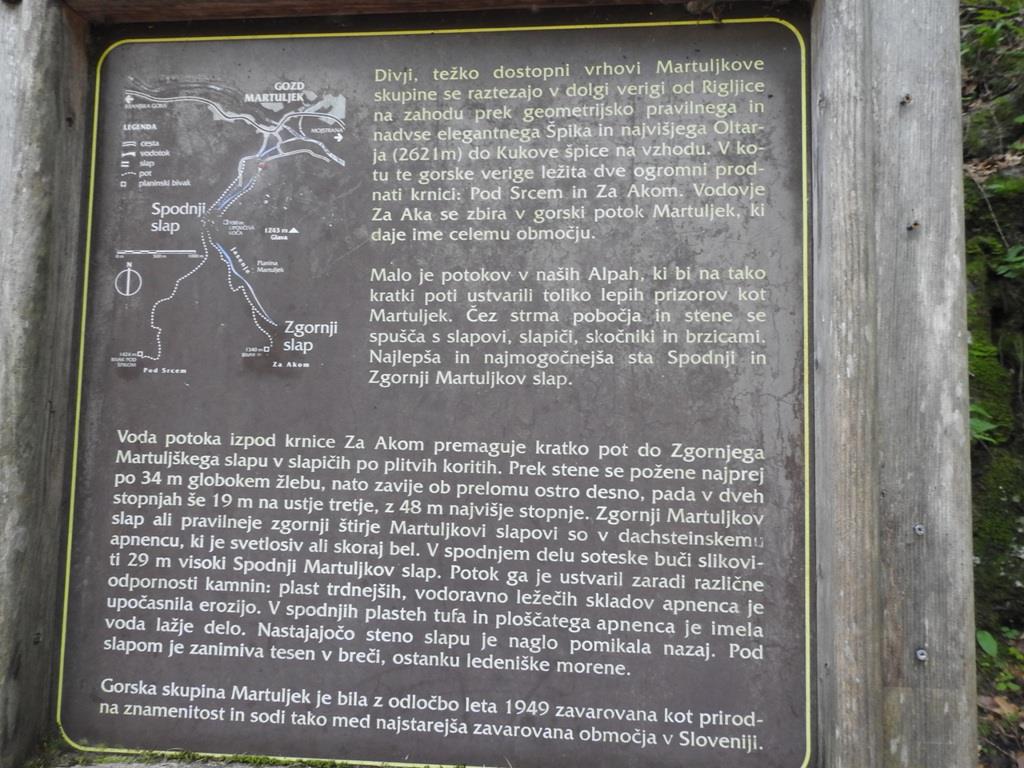 GOZD
MARTULJEK
KRANJSKA GORA
MOJSTRANA
LEGENDA
cesta
vodotok
slap
pot
planinski bivak
Spodnji
slap
1243 m
Glava
Jasenje
Planina
Martuljek
N
Zgornji
slap
Pod Srcem
Za Akom
Divji, težko dostopni vrhovi Martuljkove
skupine se raztezajo v dolgi verigi od Rigljice
na zahodu prek geometrijsko pravilnega in
nadvse elegantnega Špika in najvišjega Oltar-
ja (2621m) do Kukove špice na vzhodu. V ko-
tu te gorske verige ležita dve ogromni prod-
nati krnici: Pod Srcem in Za Akom. Vodovje
Za Aka se zbira v gorski potok Martuljek, ki
daje ime celemu območju.
Malo je potokov v naših Alpah, ki bi na tako
kratki poti ustvarili toliko lepih prizorov kot
Martuljek. Čez strma pobočja in stene se
spušča s slapovi, slapiči, skočniki in brzicami.
Najlepša in najmogočnejša sta Spodnji in
Zgornji Martuljkov slap.
Voda potoka izpod krnice Za Akom premaguje kratko pot do Zgornjega
Martuljškega slapu v slapičih po plitvih koritih. Prek stene se požene najprej
po 34 m globokem žlebu, nato zavije ob prelomu ostro desno, pada v dveh
stopnjah še 19 m na ustje tretje, z 48 m najvišje stopnje. Zgornji Martuljkov
slap ali pravilneje zgornji štirje Martuljkovi slapovi so v dachsteinskemu
apnencu, ki je svetlosiv ali skoraj bel. V spodnjem delu soteske buči slikovi-
ti 29 m visoki Spodnji Martuljkov slap. Potok ga je ustvaril zaradi različne
odpornosti kamnin: plast trdnejših, vodoravno ležečih skladov apnenca je
upočasnila erozijo. V spodnjih plasteh tufa in ploščatega apnenca je imela
voda lažje delo. Nastajajočo steno slapu je naglo pomikala nazaj. Pod
slapom je zanimiva tesen v breči, ostanku ledeniške morene.
Gorska skupina Martuljek je bila z odločbo leta 1949 zavarovana kot prirod-
na znamenitost in sodi tako med najstarejša zavarovana območja v Sloveniji.